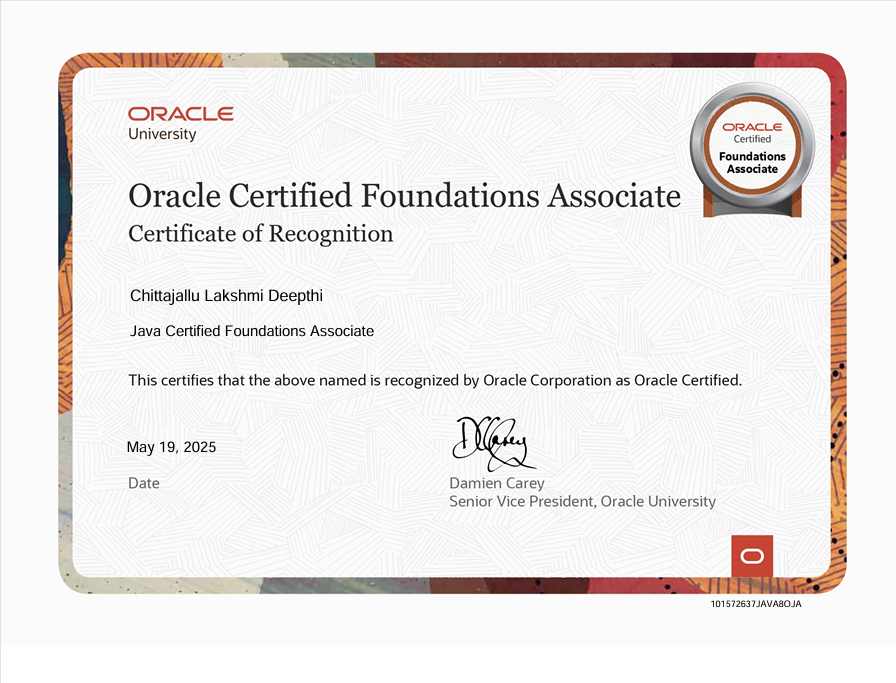 ORACLE
University
ORACLE
Certified
Foundations
Associate
Oracle Certified Foundations Associate
Certificate of Recognition
Chittajallu Lakshmi Deepthi
Java Certified Foundations Associate
This certifies that the above named is recognized by Oracle Corporation as Oracle Certified.
DCarey
May 19, 2025
Date
Damien Carey
Senior Vice President, Oracle University
101572637JAVA8OJA